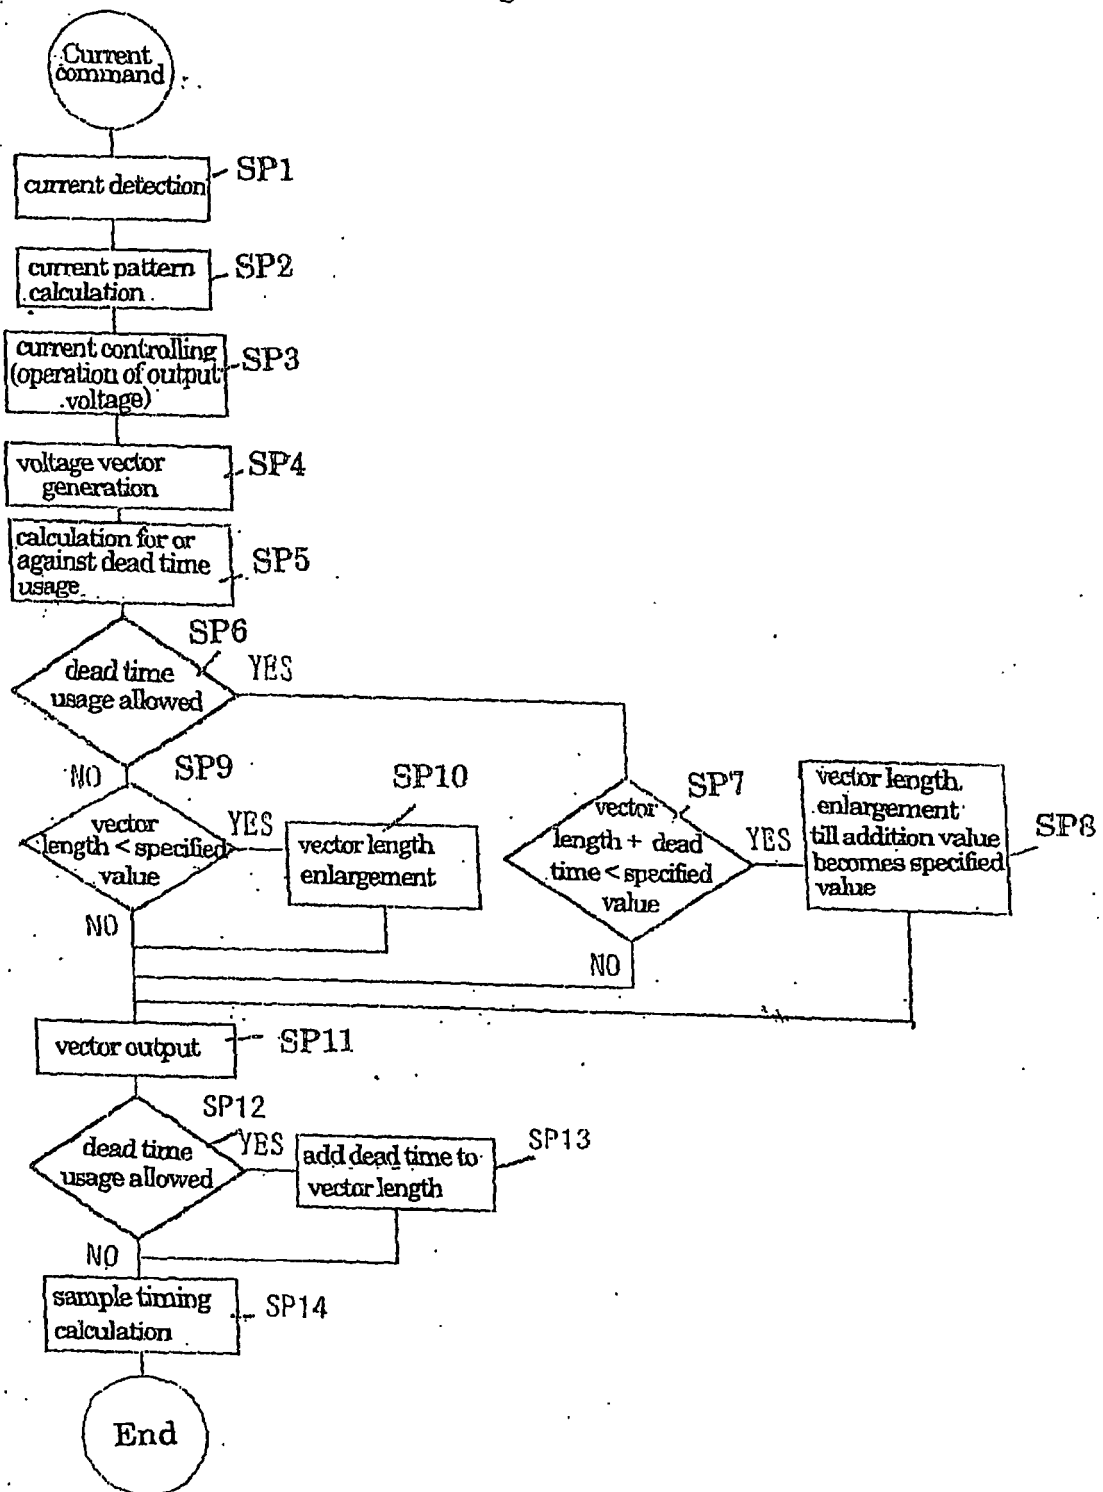 Current
command
current detection
SP1
current pattern
calculation
SP2
current controlling
(operation of output
voltage)
SP3
voltage vector
generation
SP4
calculation for or
against dead time
usage
SP5
SP6
dead time
usage allowed
YES
NO
SP9
vector
length < specified
value
YES
NO
SP10
vector length
enlargement
SP7
vector
length + dead
time < specified
value
YES
NO
vector length
enlargement
till addition value
becomes specified
value
SP8
vector output
SP11
SP12
dead time
usage allowed
YES
NO
add dead time to
vector length
SP13
sample timing
calculation
SP14
End